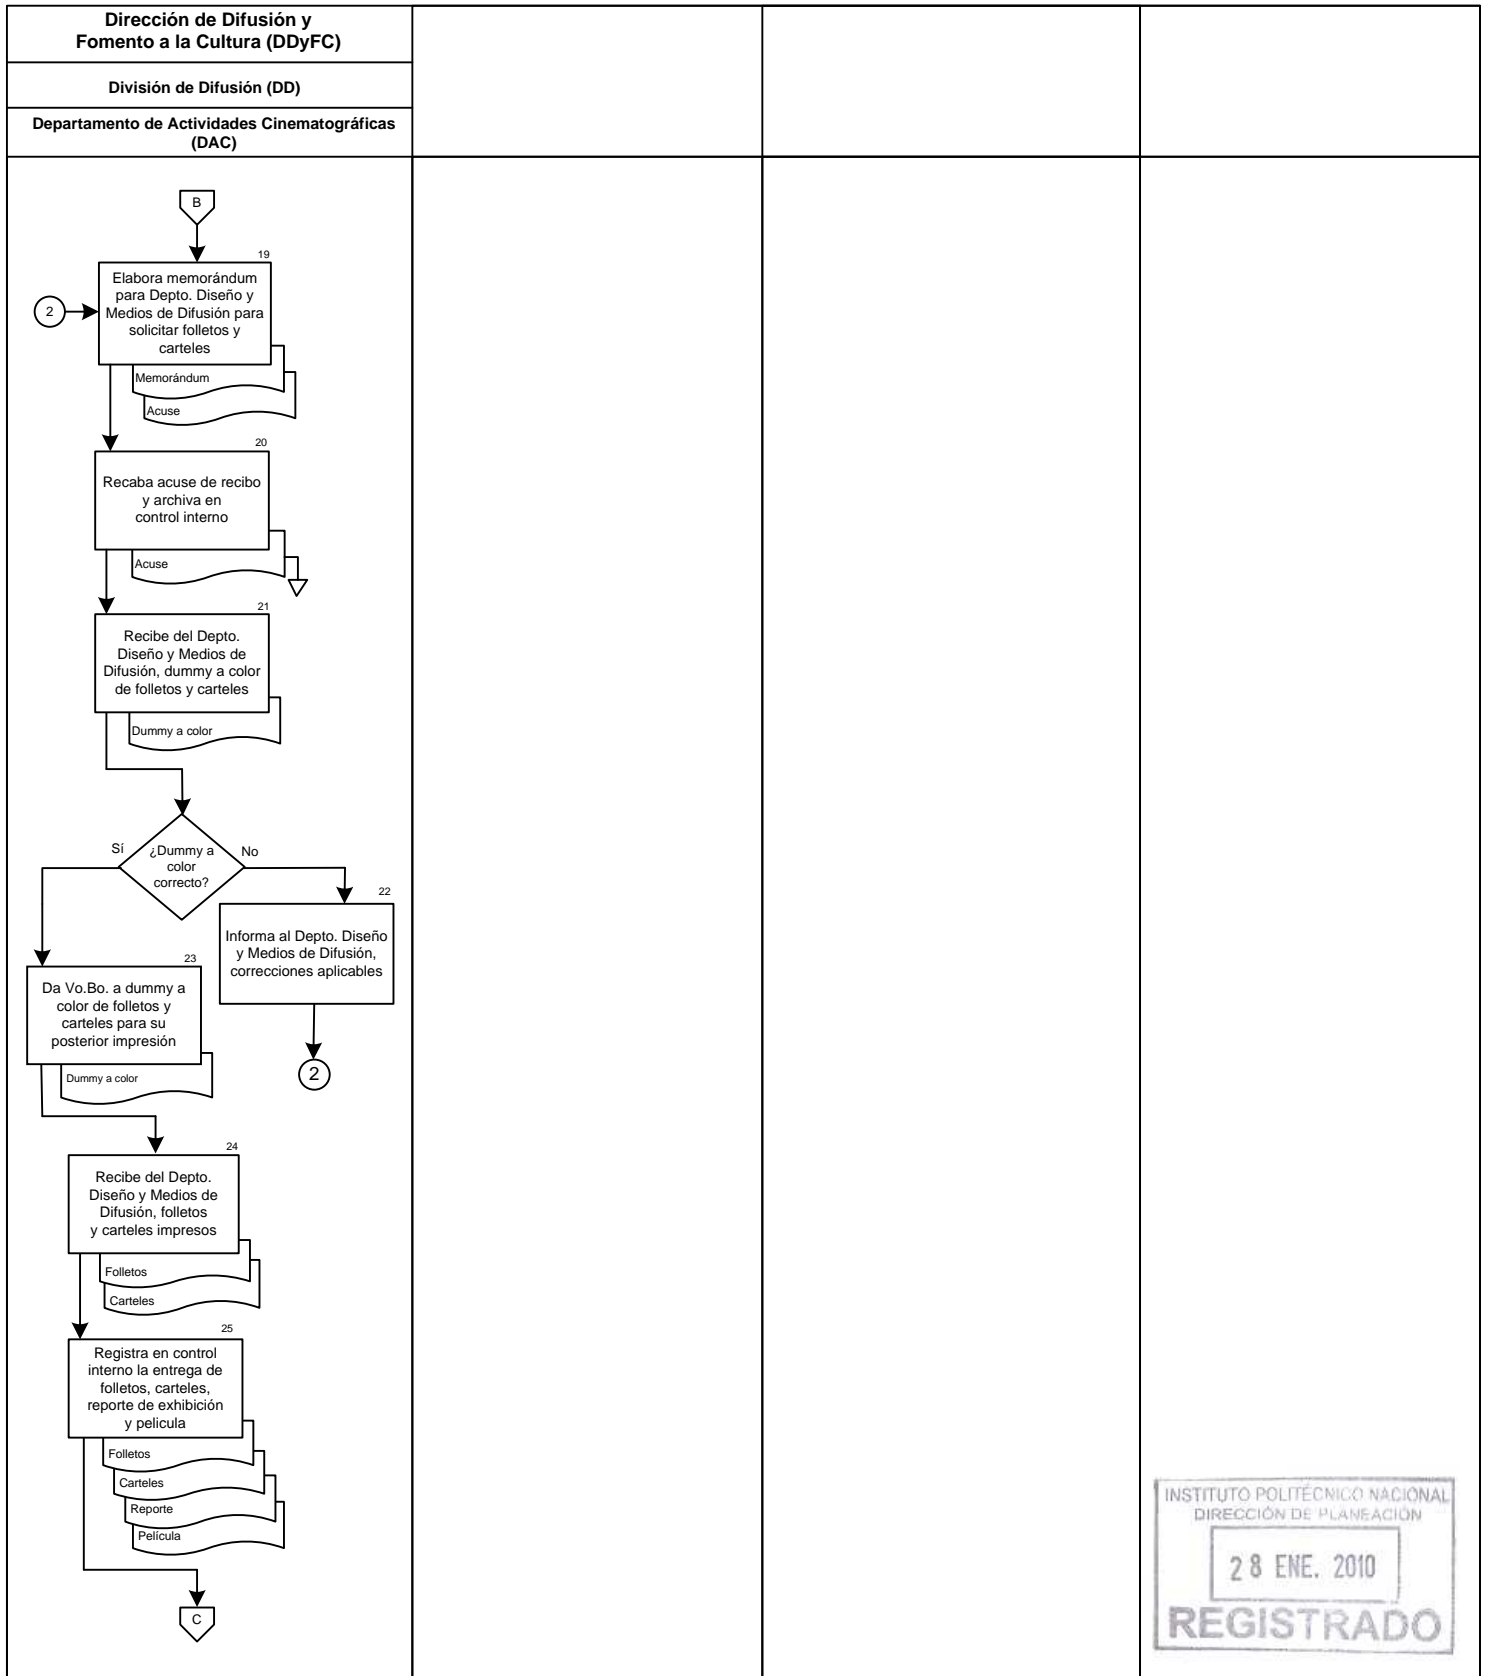 Dirección de Difusión y
Fomento a la Cultura (DDyFC)
División de Difusión (DD)
Departamento de Actividades Cinematográficas
(DAC)
B
19
Elabora memorándum
para Depto. Diseño y
Medios de Difusión para
solicitar folletos y
carteles
2
Memorándum
Acuse
20
Recaba acuse de recibo
y archiva en
control interno
Acuse
21
Recibe del Depto.
Diseño y Medios de
Difusión, dummy a color
de folletos y carteles
Dummy a color
¿Dummy a
color
correcto?
Sí
No
22
Informa al Depto. Diseño
y Medios de Difusión,
correcciones aplicables
2
23
Da Vo.Bo. a dummy a
color de folletos y
carteles para su
posterior impresión
Dummy a color
24
Recibe del Depto.
Diseño y Medios de
Difusión, folletos
y carteles impresos
Folletos
Carteles
25
Registra en control
interno la entrega de
folletos, carteles,
reporte de exhibición
y pelicula
Folletos
Carteles
Reporte
Película
C
INSTITUTO POLITÉCNICO NACIONAL
DIRECCIÓN DE PLANEACIÓN
28 ENE. 2010
REGISTRADO